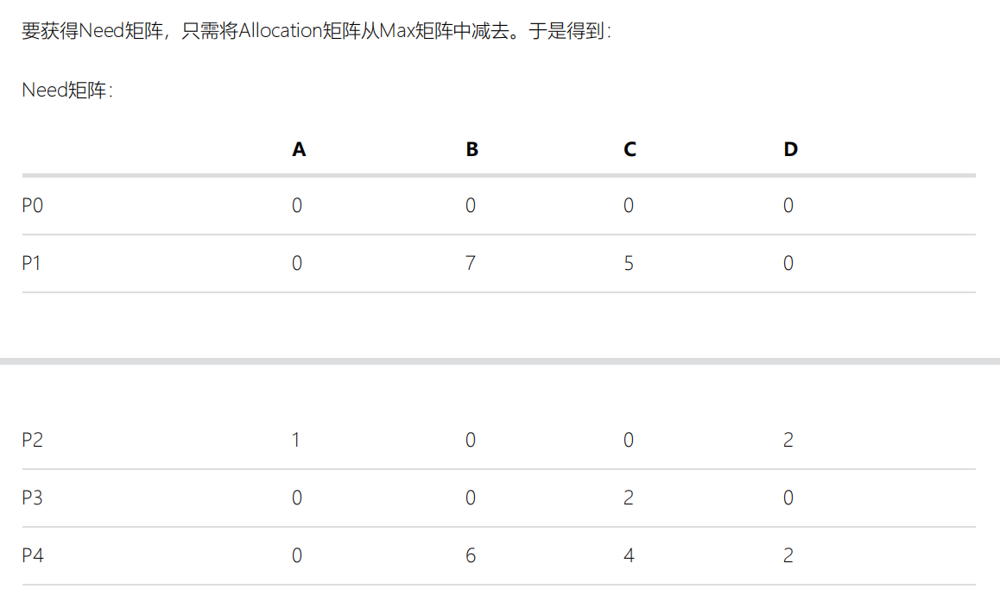 要获得Need矩阵，只需将Allocation矩阵从Max矩阵中减去。于是得到：
Need矩阵：
A B C D
P0 0 0 0 0
P1 0 7 5 0
P2 1 0 0 2
P3 0 0 2 0
P4 0 6 4 2